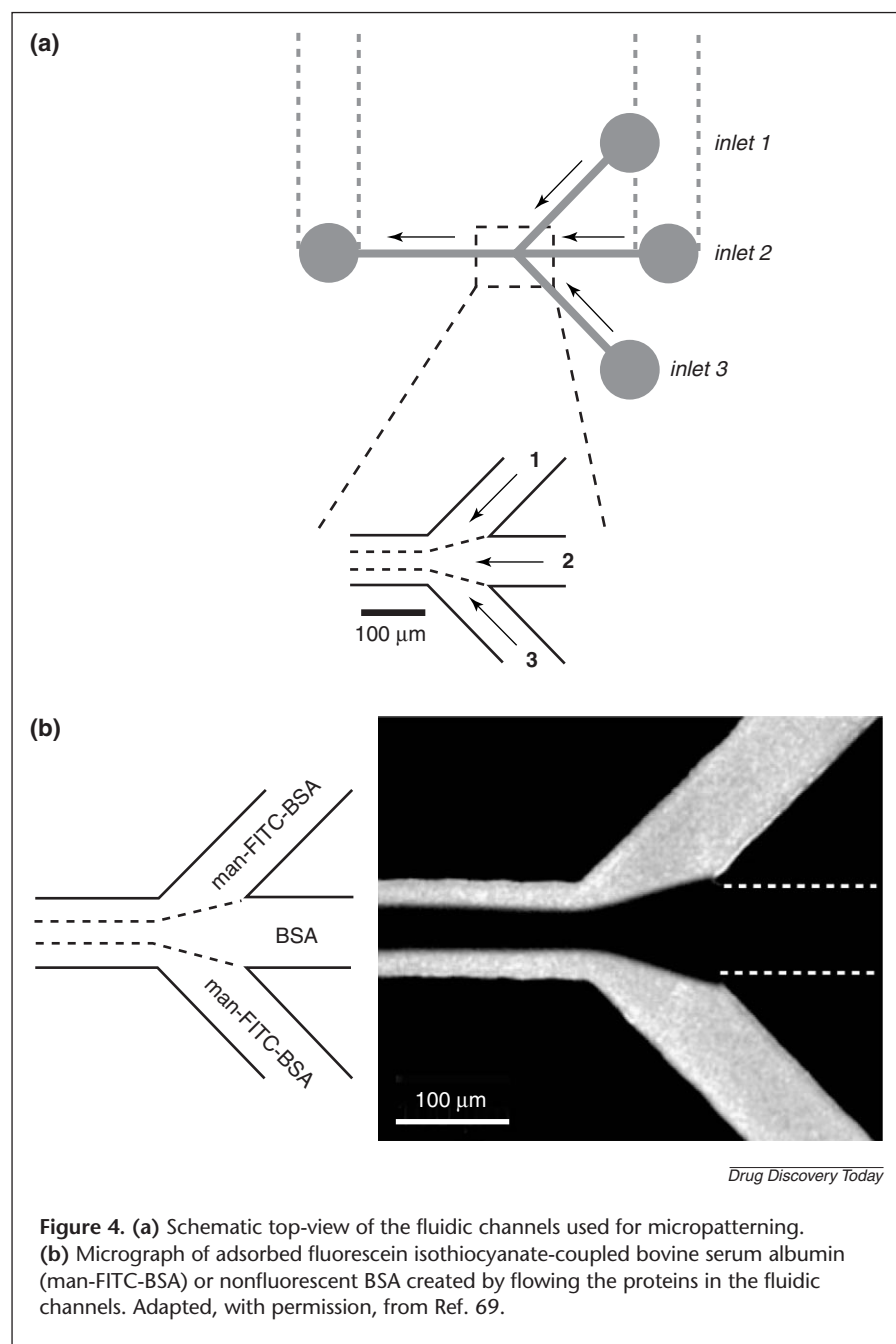 (a)
inlet 1
inlet 2
inlet 3
1
2
100 μm
3
(b)
man-FITC-BSA
BSA
man-FITC-BSA
100 μm
Drug Discovery Today
Figure 4. (a) Schematic top-view of the fluidic channels used for micropatterning.
(b) Micrograph of adsorbed fluorescein isothiocyanate-coupled bovine serum albumin
(man-FITC-BSA) or nonfluorescent BSA created by flowing the proteins in the fluidic
channels. Adapted, with permission, from Ref. 69.